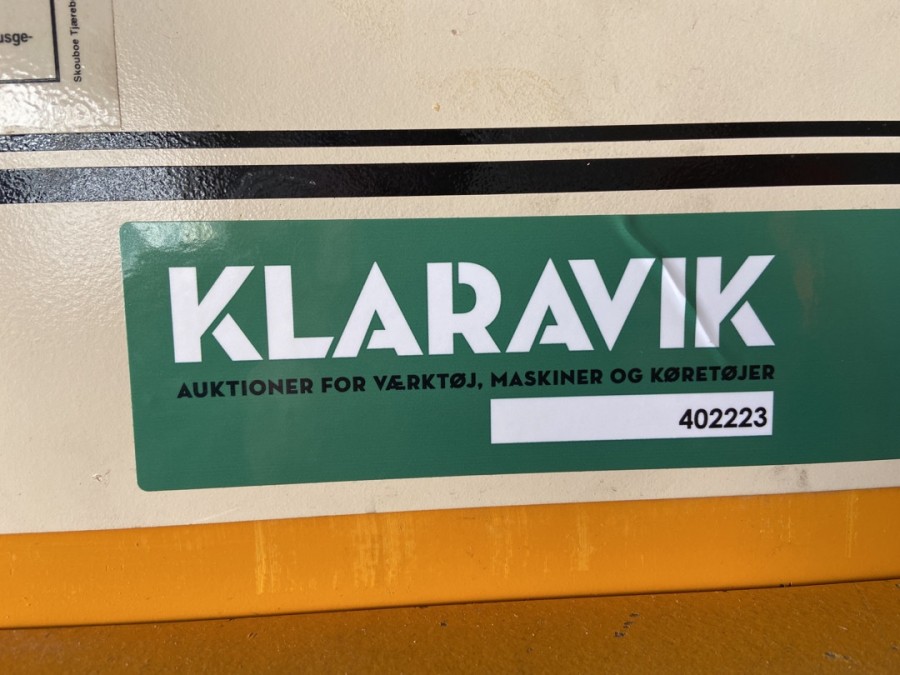 usge-
Skouboe Tjæreb
KLARAVIK
AUKTIONER FOR VÆRKTØJ, MASKINER OG KØRETØJER
402223